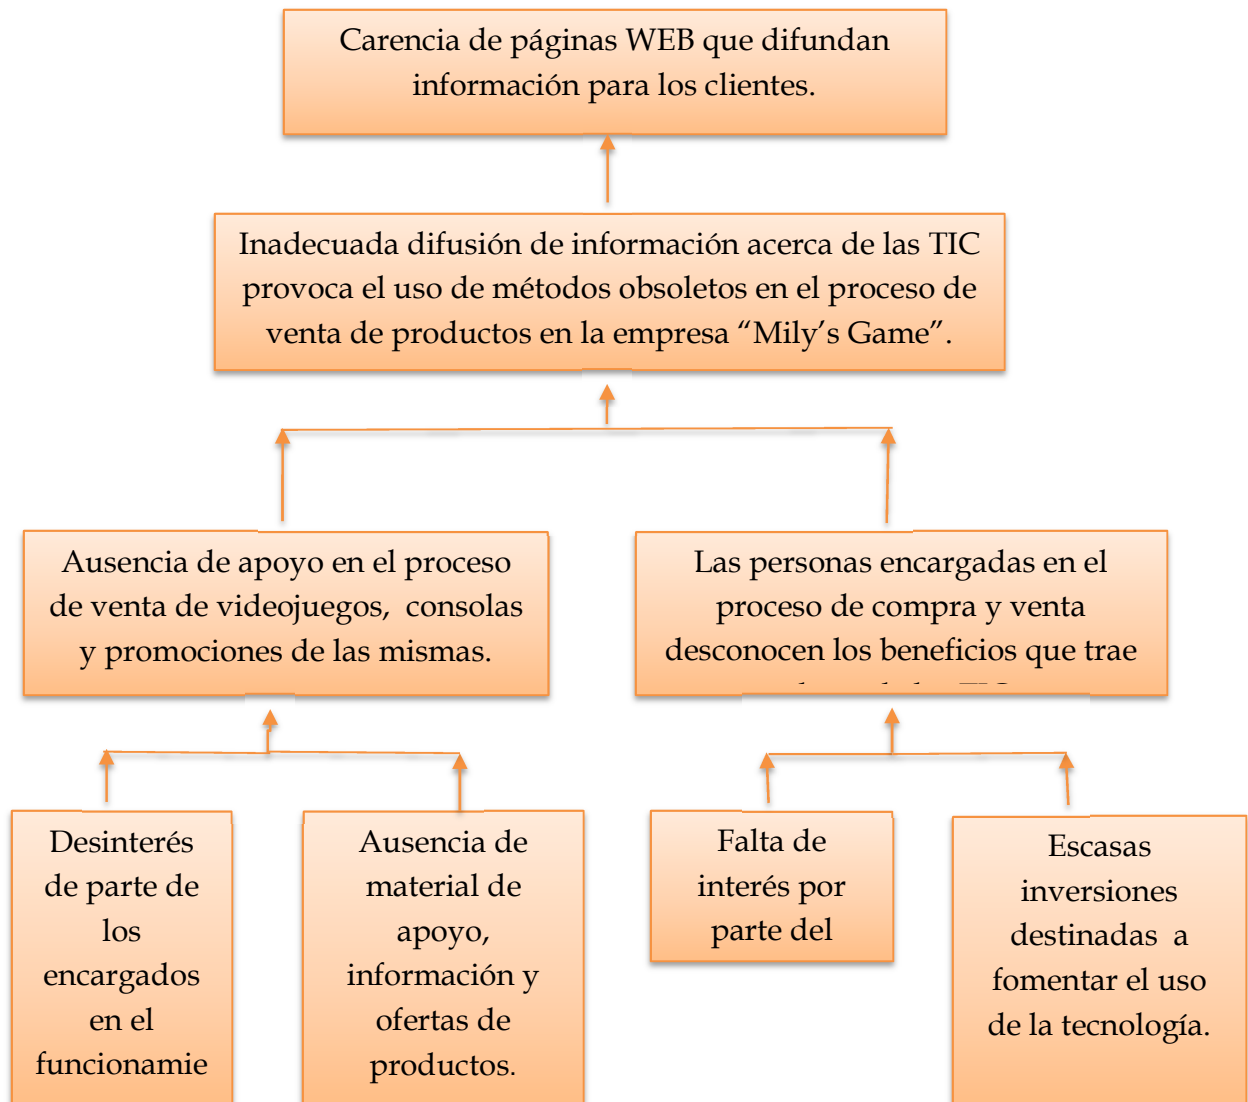 Carencia de páginas WEB que difundan
información para los clientes.
Inadecuada difusión de información acerca de las TIC
provoca el uso de métodos obsoletos en el proceso de
venta de productos en la empresa “Mily’s Game”.
Ausencia de apoyo en el proceso
de venta de videojuegos, consolas
y promociones de las mismas.
Las personas encargadas en el
proceso de compra y venta
desconocen los beneficios que trae
Desinterés
de parte de
los
encargados
en el
funcionamie
Ausencia de
material de
apoyo,
información y
ofertas de
productos.
Falta de
interés por
parte del
Escasas
inversiones
destinadas a
fomentar el uso
de la tecnología.